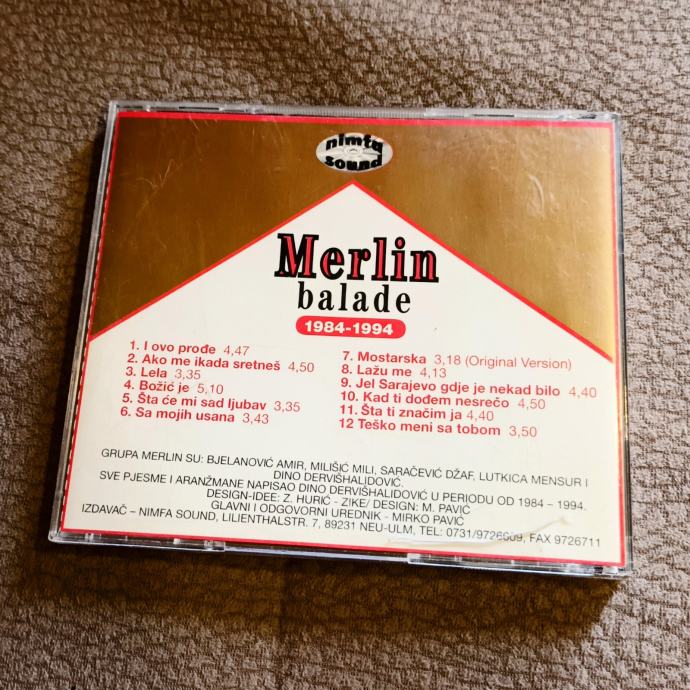 nimfa
sound
Merlin
balade
1984-1994
1. I ovo prođe 4,47
2. Ako me ikada sretneš 4,50
3. Lela 3,35
4. Božić je 5,10
5. Šta će mi sad ljubav 3,35
6. Sa mojih usana 3,43
7. Mostarska 3,18 (Original Version)
8. Lažu me 4,13
9. Jel Sarajevo gdje je nekad bilo 4,40
10. Kad ti dođem nesrećo 4,50
11. Šta ti značim ja 4,40
12 Teško meni sa tobom 3,50
GRUPA MERLIN SU: BJELANOVIĆ AMIR, MILIŠIĆ MILI, SARAČEVIĆ DŽAF, LUTKICA MENSUR I
DINO DERVIŠHALIDOVIĆ.
SVE PJESME I ARANŽMANE NAPISAO DINO DERVIŠHALIDOVIĆ U PERIODU OD 1984 – 1994.
DESIGN-IDEE: Z. HURIĆ - ZIKE/ DESIGN: M. PAVIĆ
GLAVNI I ODGOVORNI UREDNIK - MIRKO PAVIĆ
IZDAVAČ – NIMFA SOUND, LILIENTHALSTR. 7, 89231 NEU-ULM, TEL: 0731/9726609, FAX 9726711